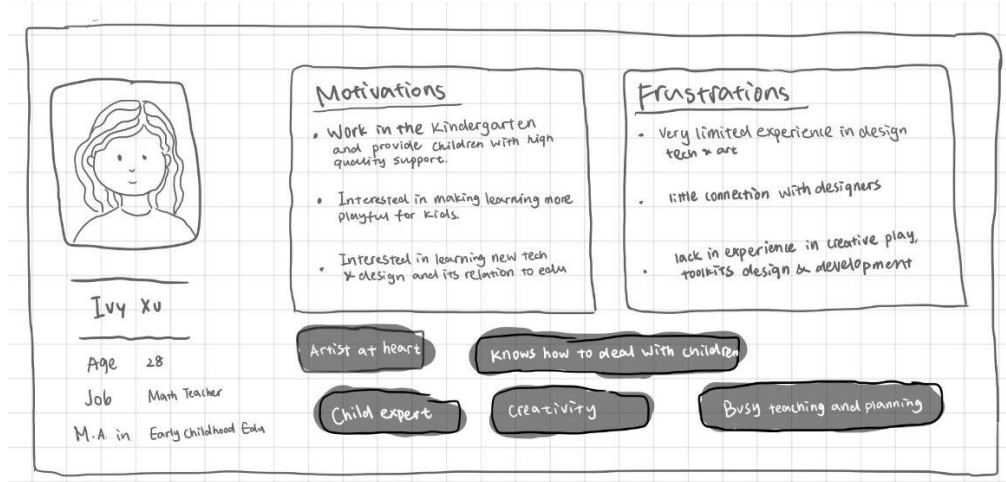 Ivy Xu
Age 28
Job Math Teacher
M.A. in Early Childhood Edu
Motivations
• Work in the Kindergarten
and provide children with high
quality support.
• Interested in making learning more
playful for kids.
• Interested in learning new tech
& design and its relation to edu
Frustrations
• Very limited experience in design
tech & art
• little connection with designers
lack in experience in creative play,
• toolkits design & development
Artist at heart
Knows how to deal with children
Child expert
Creativity
Busy teaching and planning